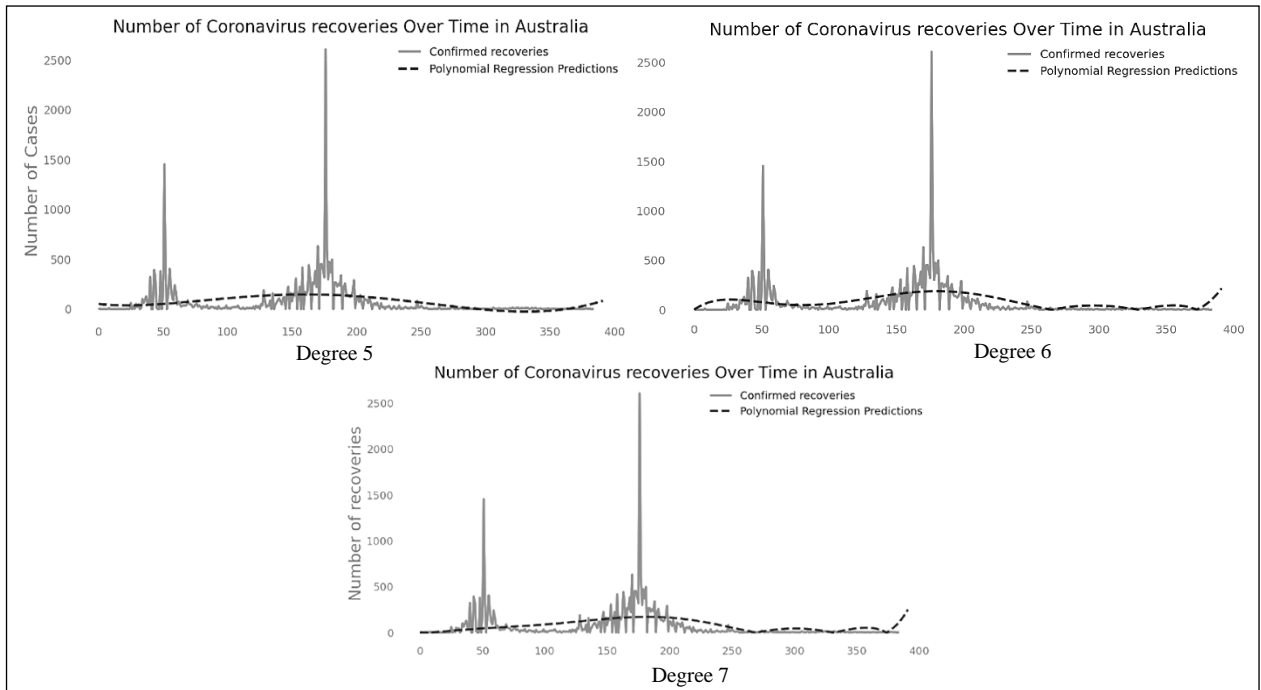 Number of Coronavirus recoveries Over Time in Australia
Confirmed recoveries
Polynomial Regression Predictions
Number of Cases
2500
2000
1500
1000
500
0
0 50 100 150 200 250 300 350 400
Degree 5
Number of Coronavirus recoveries Over Time in Australia
Confirmed recoveries
Polynomial Regression Predictions
2500
2000
1500
1000
500
0
0 50 100 150 200 250 300 350 400
Degree 6
Number of Coronavirus recoveries Over Time in Australia
Confirmed recoveries
Polynomial Regression Predictions
Number of recoveries
2500
2000
1500
1000
500
0
0 50 100 150 200 250 300 350 400
Degree 7